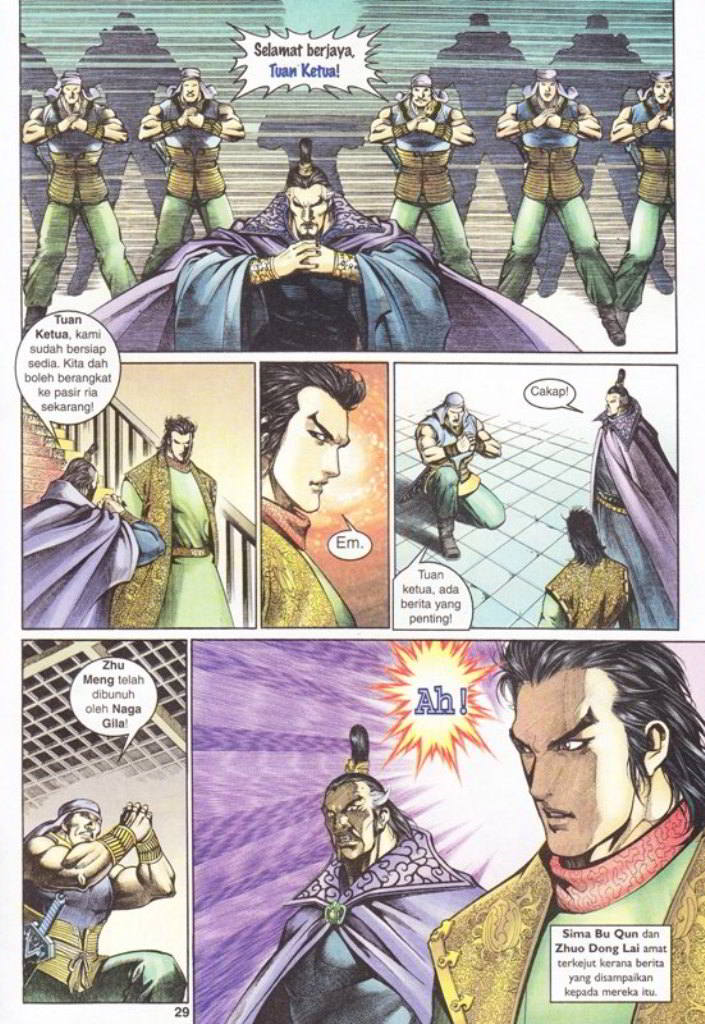 Selamat berjaya,
Tuan Ketua!
Tuan
Ketua, kami
sudah bersiap
sedia. Kita dah
boleh berangkat
ke pasir ria
sekarang!
Em.
Cakap!
Tuan
ketua, ada
berita yang
penting!
Zhu
Meng telah
dibunuh
oleh Naga
Gila!
Ah!
Sima Bu Qun dan
Zhuo Dong Lai amat
terkejut kerana berita
yang disampaikan
kepada mereka itu.
29